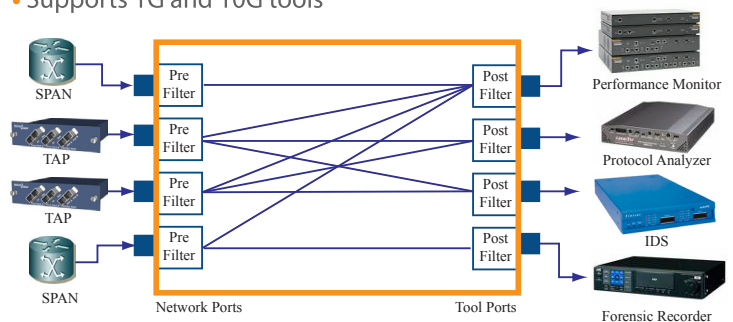 • Supports 1G and 10G tools
SPAN
Pre
Filter
Post
Filter
Performance Monitor
TAP
Pre
Filter
Post
Filter
Protocol Analyzer
TAP
Pre
Filter
Post
Filter
IDS
SPAN
Pre
Filter
Post
Filter
Forensic Recorder
Network Ports
Tool Ports